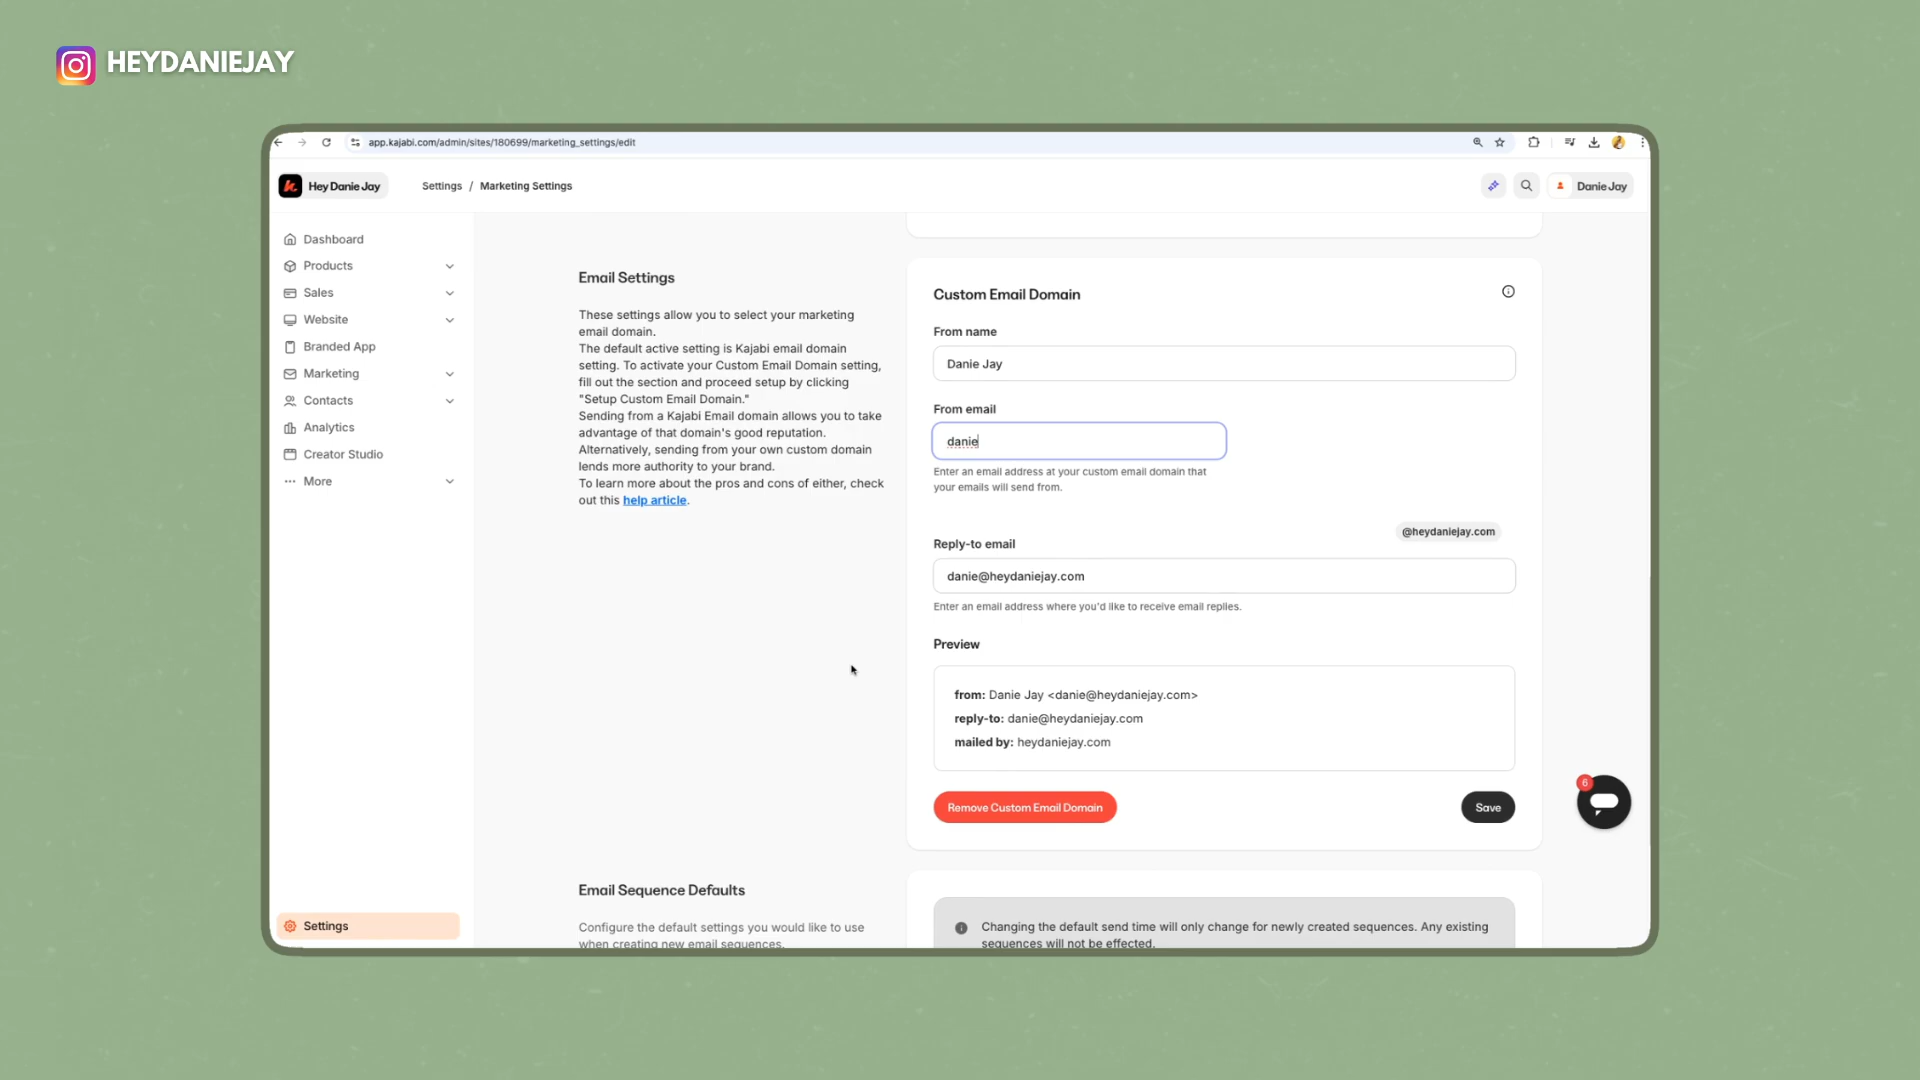 HEYDANIEJAY
app.kajabi.com/admin/sites/180699/marketing_settings/edit
Hey Danie Jay
Settings / Marketing Settings
Danie Jay
Dashboard
Products
Sales
Website
Branded App
Marketing
Contacts
Analytics
Creator Studio
More
Settings
Email Settings
These settings allow you to select your marketing
email domain.
The default active setting is Kajabi email domain
setting. To activate your Custom Email Domain setting,
fill out the section and proceed setup by clicking
"Setup Custom Email Domain."
Sending from a Kajabi Email domain allows you to take
advantage of that domain's good reputation.
Alternatively, sending from your own custom domain
lends more authority to your brand.
To learn more about the pros and cons of either, check
out this help article.
Custom Email Domain
From name
Danie Jay
From email
danie
Enter an email address at your custom email domain that
your emails will send from.
@heydaniejay.com
Reply-to email
danie@heydaniejay.com
Enter an email address where you'd like to receive email replies.
Preview
from: Danie Jay <danie@heydaniejay.com>
reply-to: danie@heydaniejay.com
mailed by: heydaniejay.com
Remove Custom Email Domain
Save
6
Email Sequence Defaults
Configure the default settings you would like to use
when creating new email sequences.
Changing the default send time will only change for newly created sequences. Any existing
sequences will not be effected.